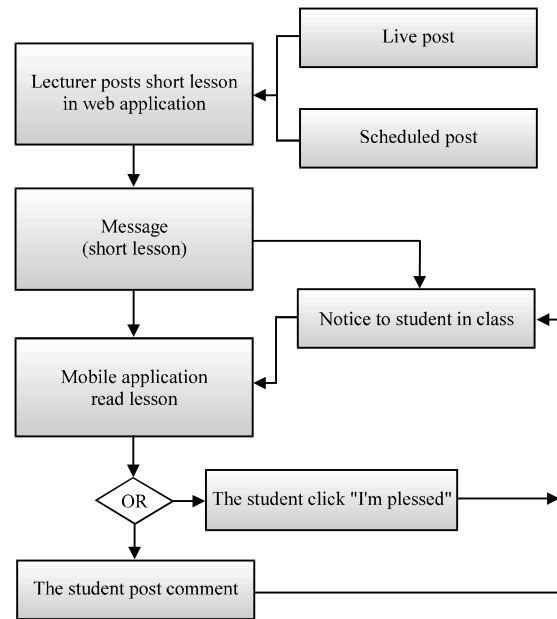 Live post
Lecturer posts short lesson
in web application
Scheduled post
Message
(short lesson)
Notice to student in class
Mobile application
read lesson
OR
The student click "I'm plessed"
The student post comment